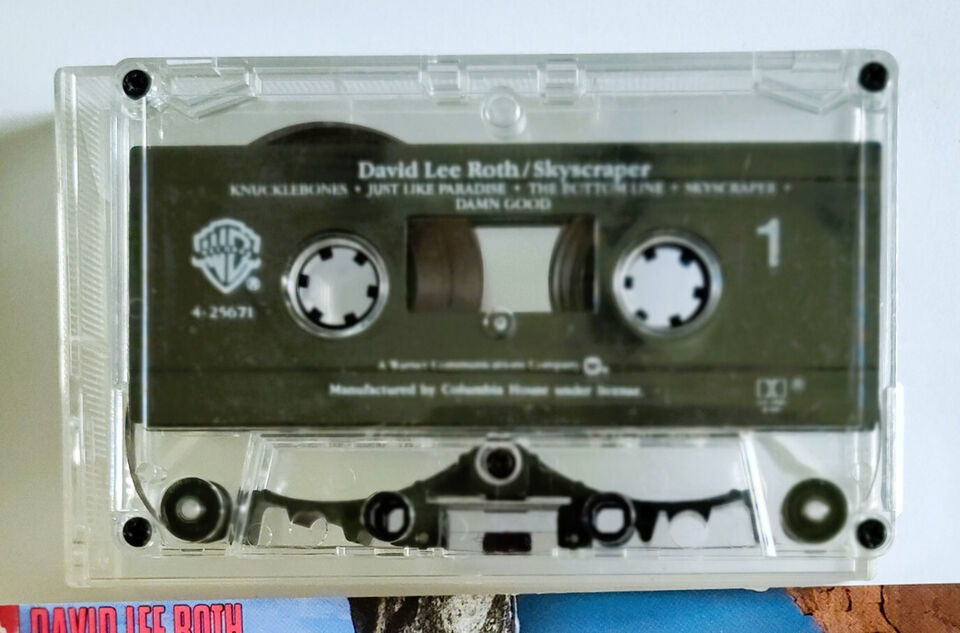 David Lee Roth/Skyscraper
KNUCKLEBONES • JUST LIKE PARADISE • THE BOTTOM LINE • SKYSCRAPER •
DAMN GOOD
1
WB
®
4-25671
A Warner Communications Company
Manufactured by Columbia House under license.
®
DAVID LEE ROTH